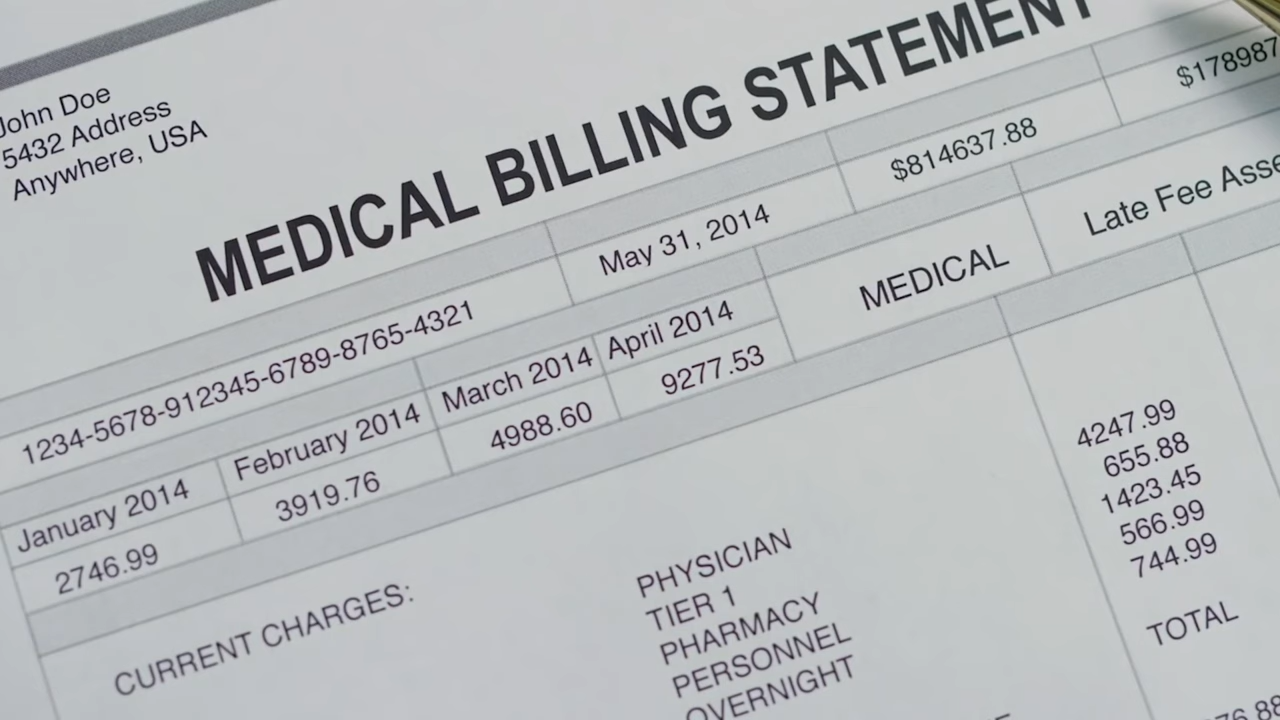 John Doe
5432 Address
Anywhere, USA
MEDICAL BILLING STATEMENT
1234-5678-912345-6789-8765-4321
May 31, 2014
$814637.88
$178987
January 2014
February 2014
March 2014
April 2014
MEDICAL
Late Fee Asse
2746.99
3919.76
4988.60
9277.53
CURRENT CHARGES:
PHYSICIAN
4247.99
TIER 1
655.88
PHARMACY
1423.45
PERSONNEL
566.99
OVERNIGHT
744.99
TOTAL